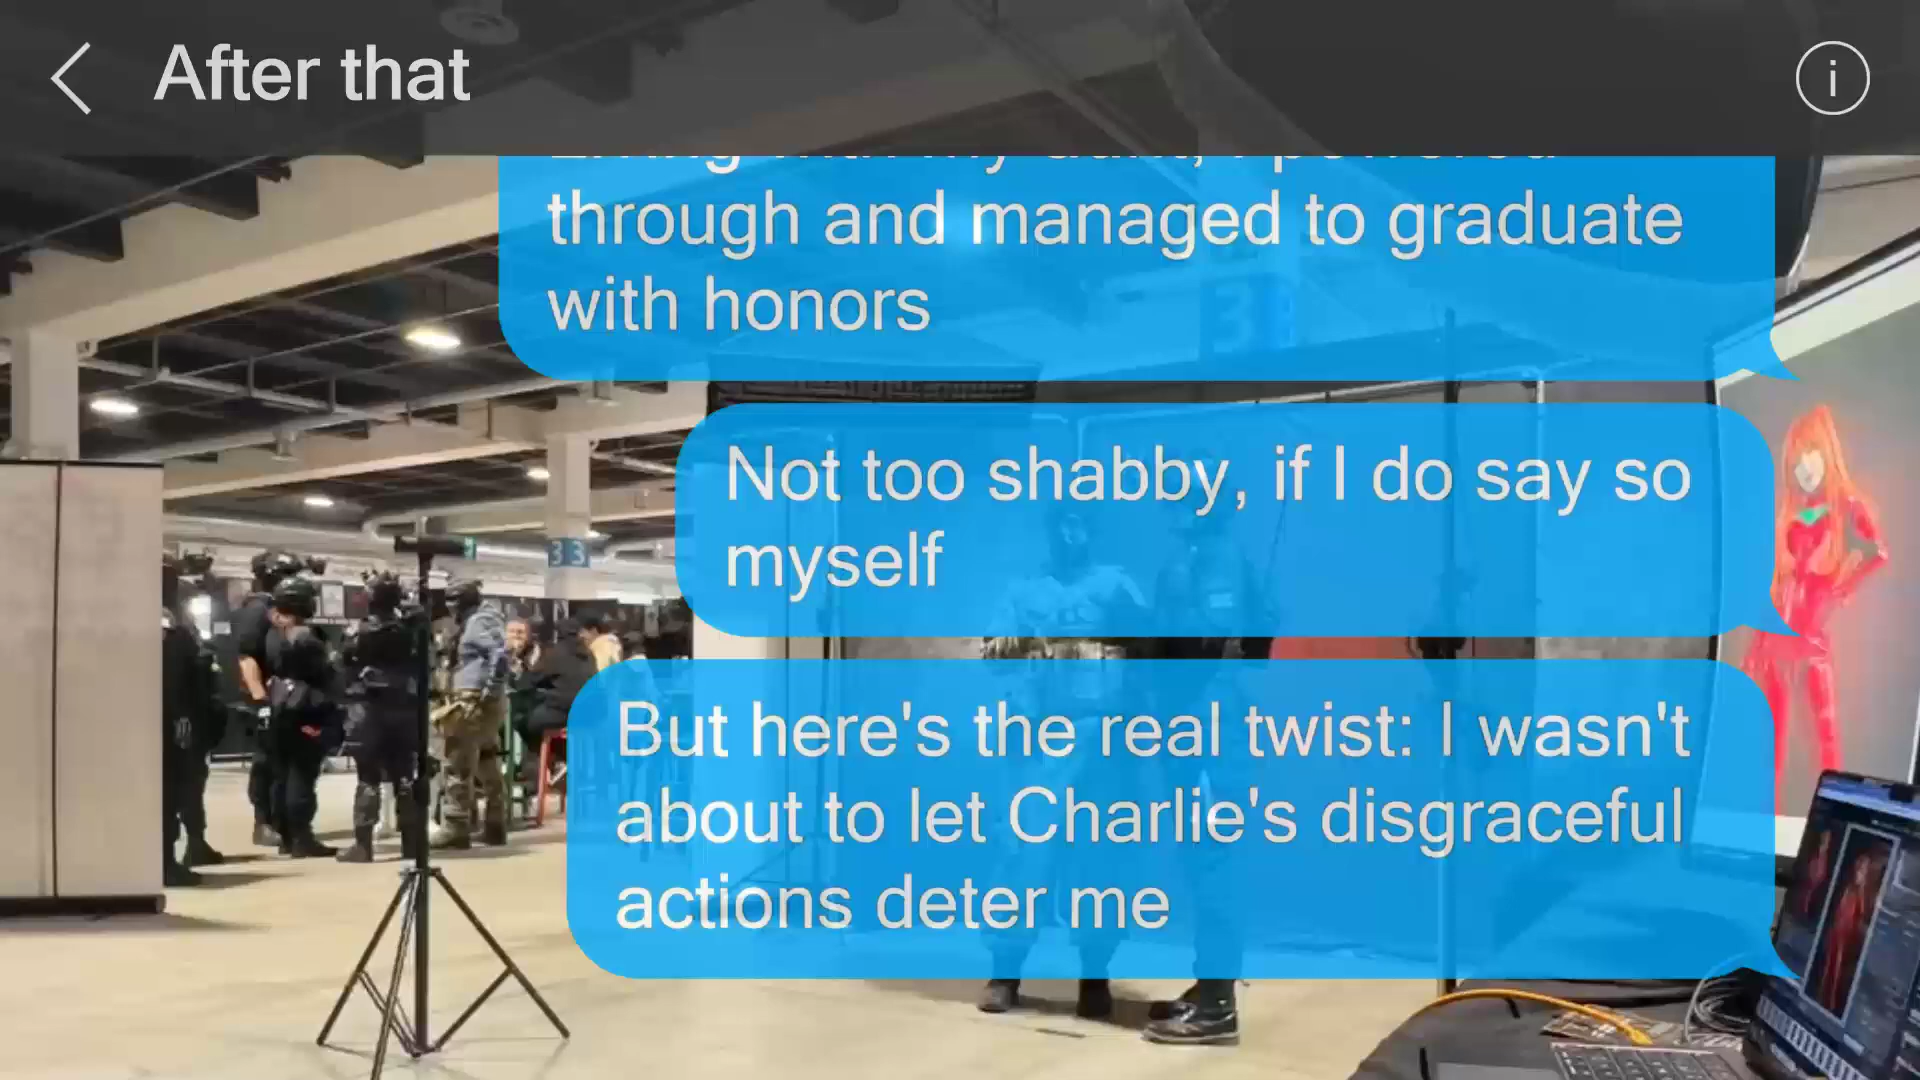 After that
through and managed to graduate
with honors
Not too shabby, if I do say so
myself
But here's the real twist: I wasn't
about to let Charlie's disgraceful
actions deter me
33